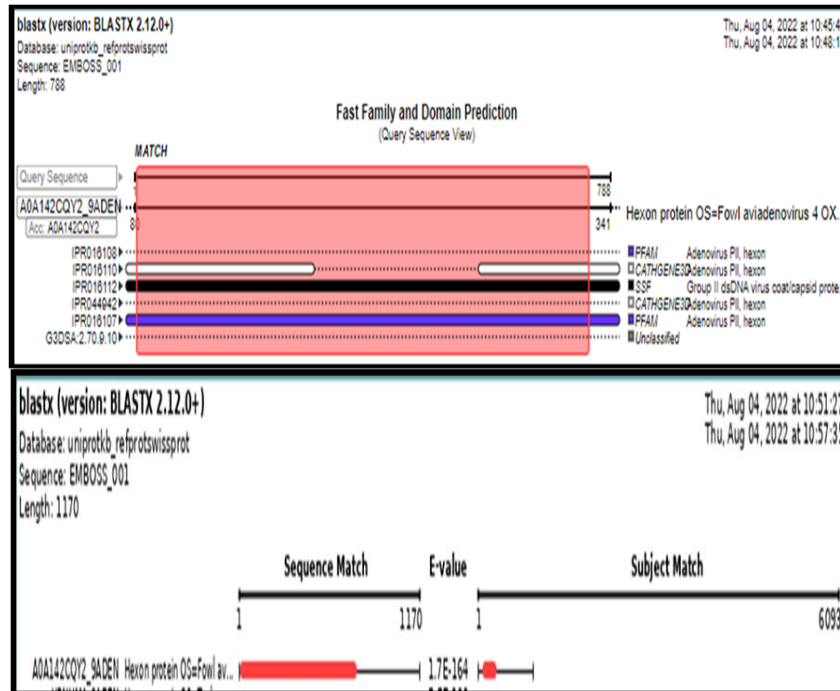 blastx (version: BLASTX 2.12.0+)
Thu, Aug 04, 2022 at 10:45:4
Database: uniprotkb_refprotswissprot
Thu, Aug 04, 2022 at 10:48:1
Sequence: EMBOSS_001
Length: 788
Fast Family and Domain Prediction
(Query Sequence View)
MATCH
Query Sequence
788
A0A142CQY2_9ADEN
Acc: A0A142CQY2
80
341
Hexon protein OS=Fowl aviadenovirus 4 OX.
IPR016108 PFAM Adenovirus PII, hexon
IPR016110 CATHGENE3D Adenovirus PII, hexon
IPR016112 SSF Group II dsDNA virus coat/capsid prote
IPR044942 CATHGENE3D Adenovirus PII, hexon
IPR016107 PFAM Adenovirus PII, hexon
G3DSA:2.70.9.10 Unclassified
blastx (version: BLASTX 2.12.0+)
Thu, Aug 04, 2022 at 10:51:27
Database: uniprotkb_refprotswissprot
Thu, Aug 04, 2022 at 10:57:3
Sequence: EMBOSS_001
Length: 1170
Sequence Match E-value Subject Match
1 1170 1 6093
A0A142CQY2_9ADEN Hexon protein OS=Fowl av... 1.7E-164